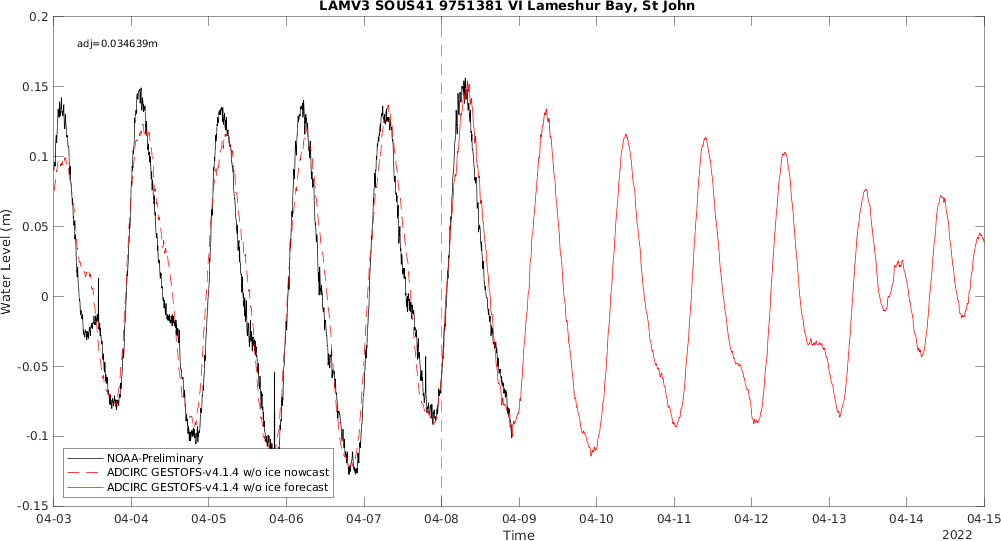 LAMV3 SOUS41 9751381 VI Lameshur Bay, St John
adj=0.034639m
0.2
0.15
0.1
0.05
0
-0.05
-0.1
-0.15
Water Level (m)
NOAA-Preliminary
ADCIRC GESTOFS-v4.1.4 w/o ice nowcast
ADCIRC GESTOFS-v4.1.4 w/o ice forecast
04-03 04-04 04-05 04-06 04-07 04-08 04-09 04-10 04-11 04-12 04-13 04-14 04-15
Time
2022